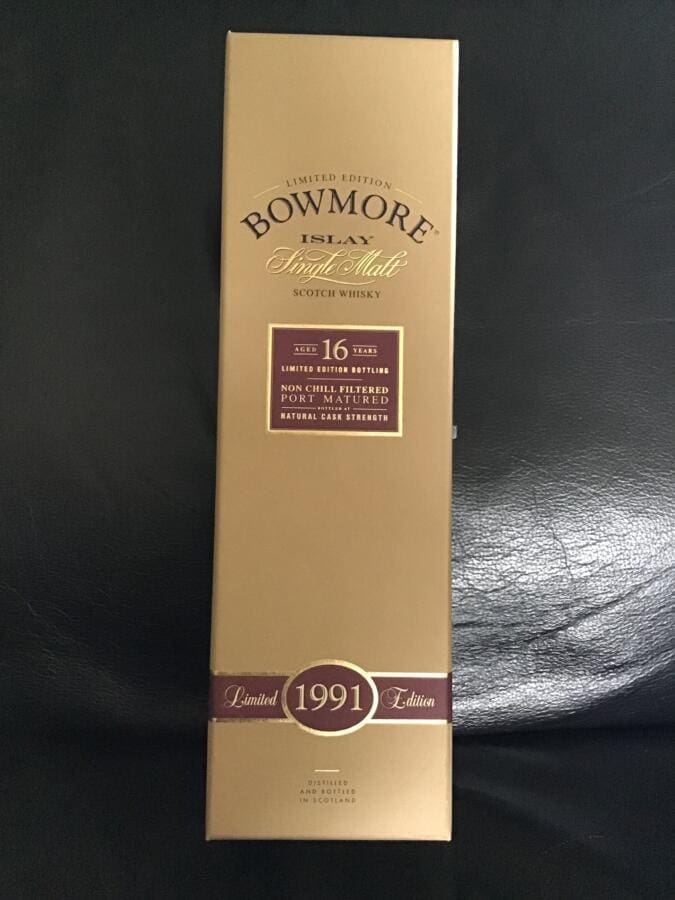 LIMITED EDITION
BOWMORE®
ISLAY
Single Malt
SCOTCH WHISKY
AGED 16 YEARS
LIMITED EDITION BOTTLING
NON CHILL FILTERED
PORT MATURED
BOTTLED AT
NATURAL CASK STRENGTH
Limited 1991 Edition
DISTILLED
AND BOTTLED
IN SCOTLAND